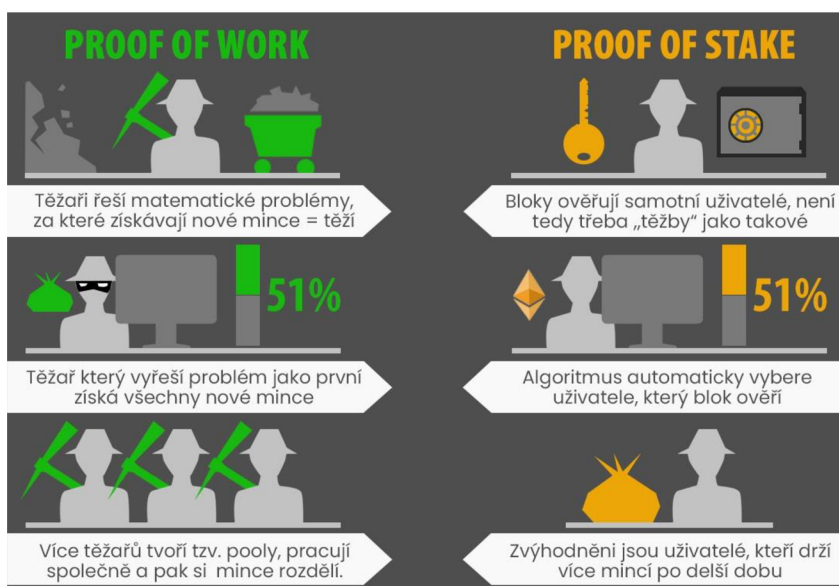 PROOF OF WORK
PROOF OF STAKE
Těžaři řeší matematické problémy,
za které získávají nové mince = těží
Bloky ověřují samotní uživatelé, není
tedy třeba „těžby“ jako takové
51%
51%
Těžař který vyřeší problém jako první
získá všechny nové mince
Algoritmus automaticky vybere
uživatele, který blok ověří
Více těžařů tvoří tzv. pooly, pracují
společně a pak si mince rozdělí.
Zvýhodněni jsou uživatelé, kteří drží
více mincí po delší dobu